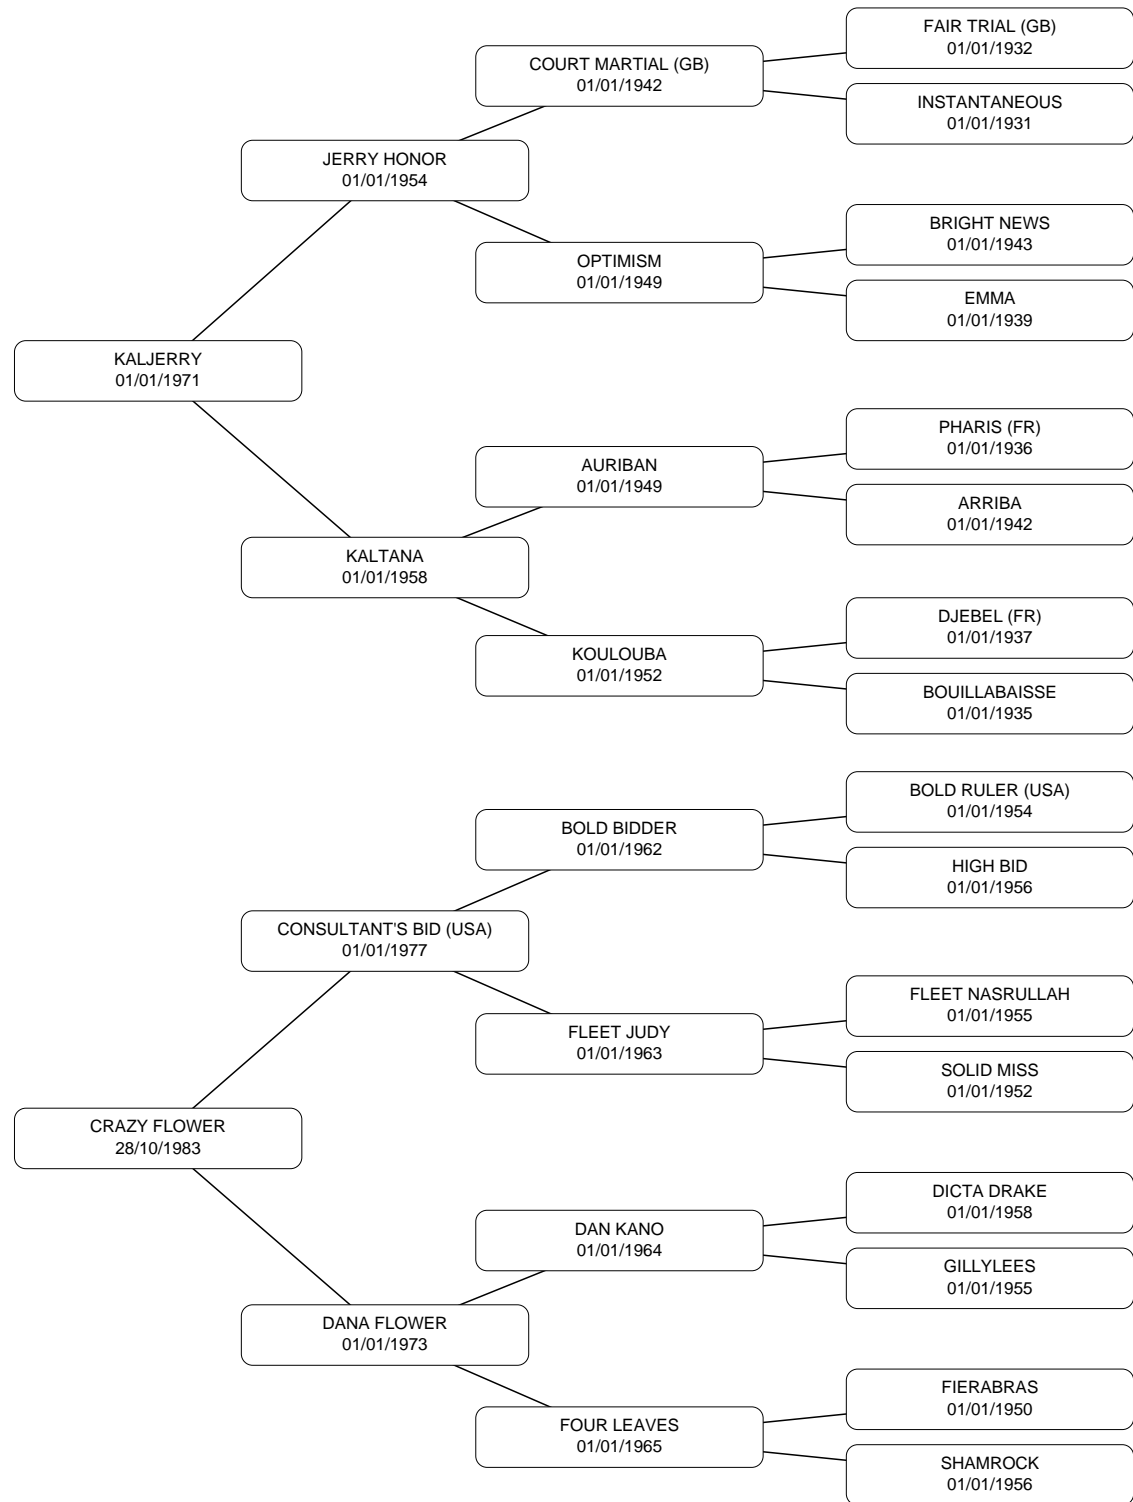 FAIR TRIAL (GB)
01/01/1932
COURT MARTIAL (GB)
01/01/1942
INSTANTANEOUS
01/01/1931
JERRY HONOR
01/01/1954
BRIGHT NEWS
01/01/1943
OPTIMISM
01/01/1949
EMMA
01/01/1939
KALJERRY
01/01/1971
PHARIS (FR)
01/01/1936
AURIBAN
01/01/1949
ARRIBA
01/01/1942
KALTANA
01/01/1958
DJEBEL (FR)
01/01/1937
KOULOUBA
01/01/1952
BOUILLABAISSE
01/01/1935
BOLD RULER (USA)
01/01/1954
BOLD BIDDER
01/01/1962
HIGH BID
01/01/1956
CONSULTANT'S BID (USA)
01/01/1977
FLEET NASRULLAH
01/01/1955
FLEET JUDY
01/01/1963
SOLID MISS
01/01/1952
CRAZY FLOWER
28/10/1983
DICTA DRAKE
01/01/1958
DAN KANO
01/01/1964
GILLYLEES
01/01/1955
DANA FLOWER
01/01/1973
FIERABRAS
01/01/1950
FOUR LEAVES
01/01/1965
SHAMROCK
01/01/1956